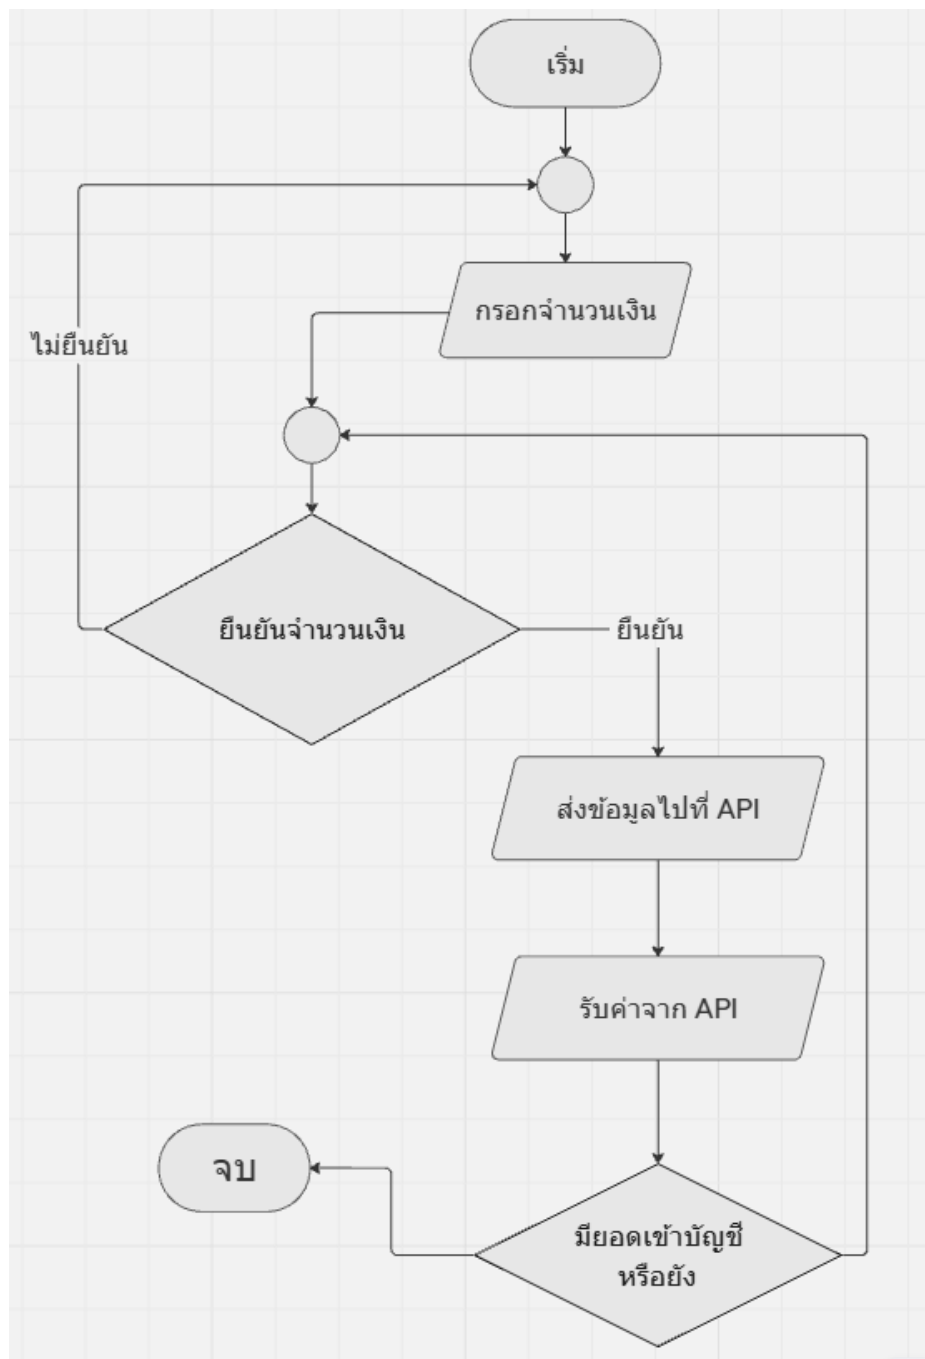 เริ่ม
กรอกจำนวนเงิน
ไม่ยืนยัน
ยืนยันจำนวนเงิน
ยืนยัน
ส่งข้อมูลไปที่ API
รับค่าจาก API
จบ
มียอดเข้าบัญชี
หรือยัง